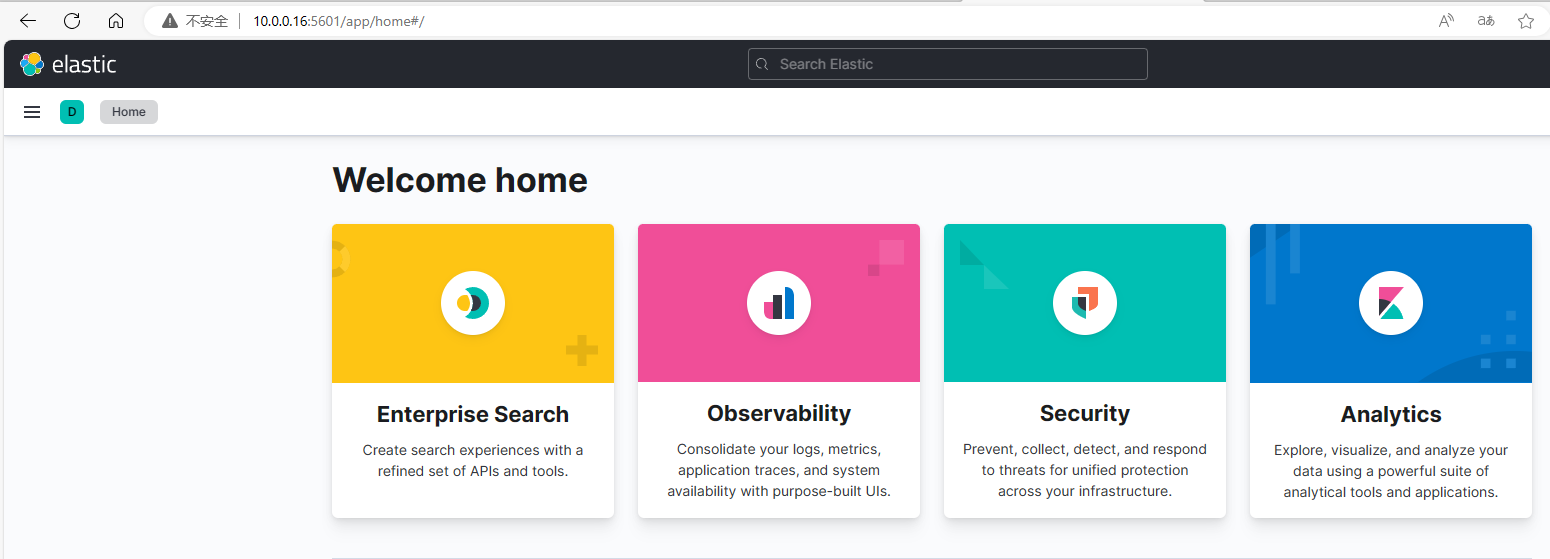 不安全 10.0.0.16:5601/app/home#/ A あ
elastic Search Elastic
D Home
Welcome home
Enterprise Search
Create search experiences with a
refined set of APIs and tools.
Observability
Consolidate your logs, metrics,
application traces, and system
availability with purpose-built UIs.
Security
Prevent, collect, detect, and respond
to threats for unified protection
across your infrastructure.
Analytics
Explore, visualize, and analyze your
data using a powerful suite of
analytical tools and applications.